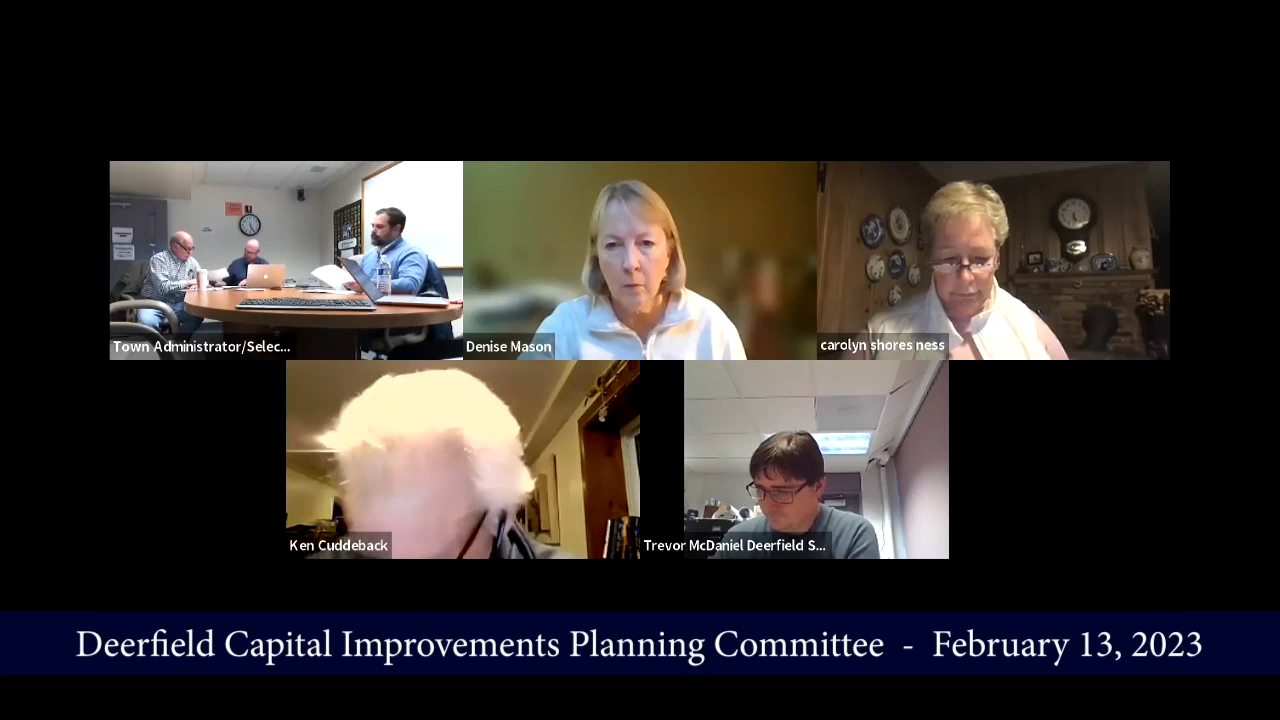 Town Administrator/Selec...
Denise Mason
carolyn shores ness
Ken Cuddeback
Trevor McDaniel Deerfield S...
Deerfield Capital Improvements Planning Committee - February 13, 2023